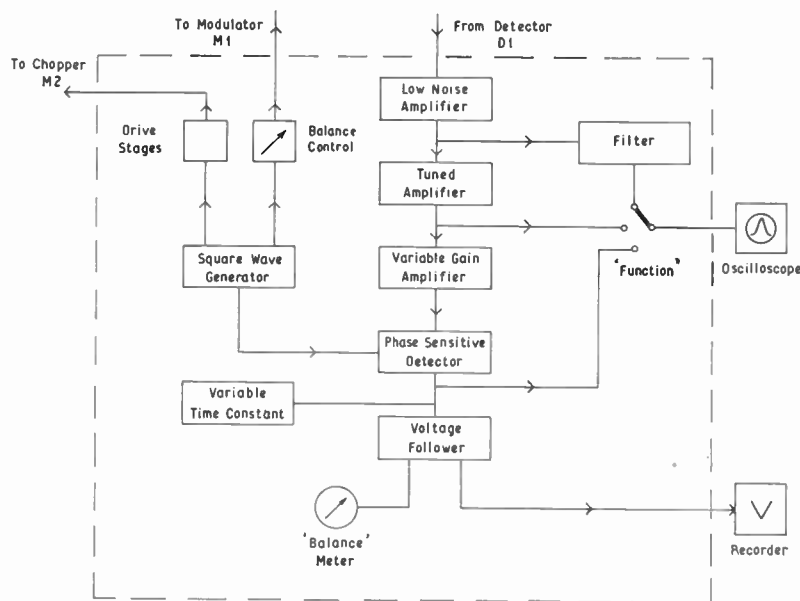 To Modulator
M1
From Detector
D1
To Chopper
M2
Low Noise
Amplifier
Drive
Stages
Balance
Control
Filter
Tuned
Amplifier
Square Wave
Generator
Variable Gain
Amplifier
'Function'
Oscilloscope
Phase Sensitive
Detector
Variable
Time Constant
Voltage
Follower
'Balance'
Meter
V
Recorder